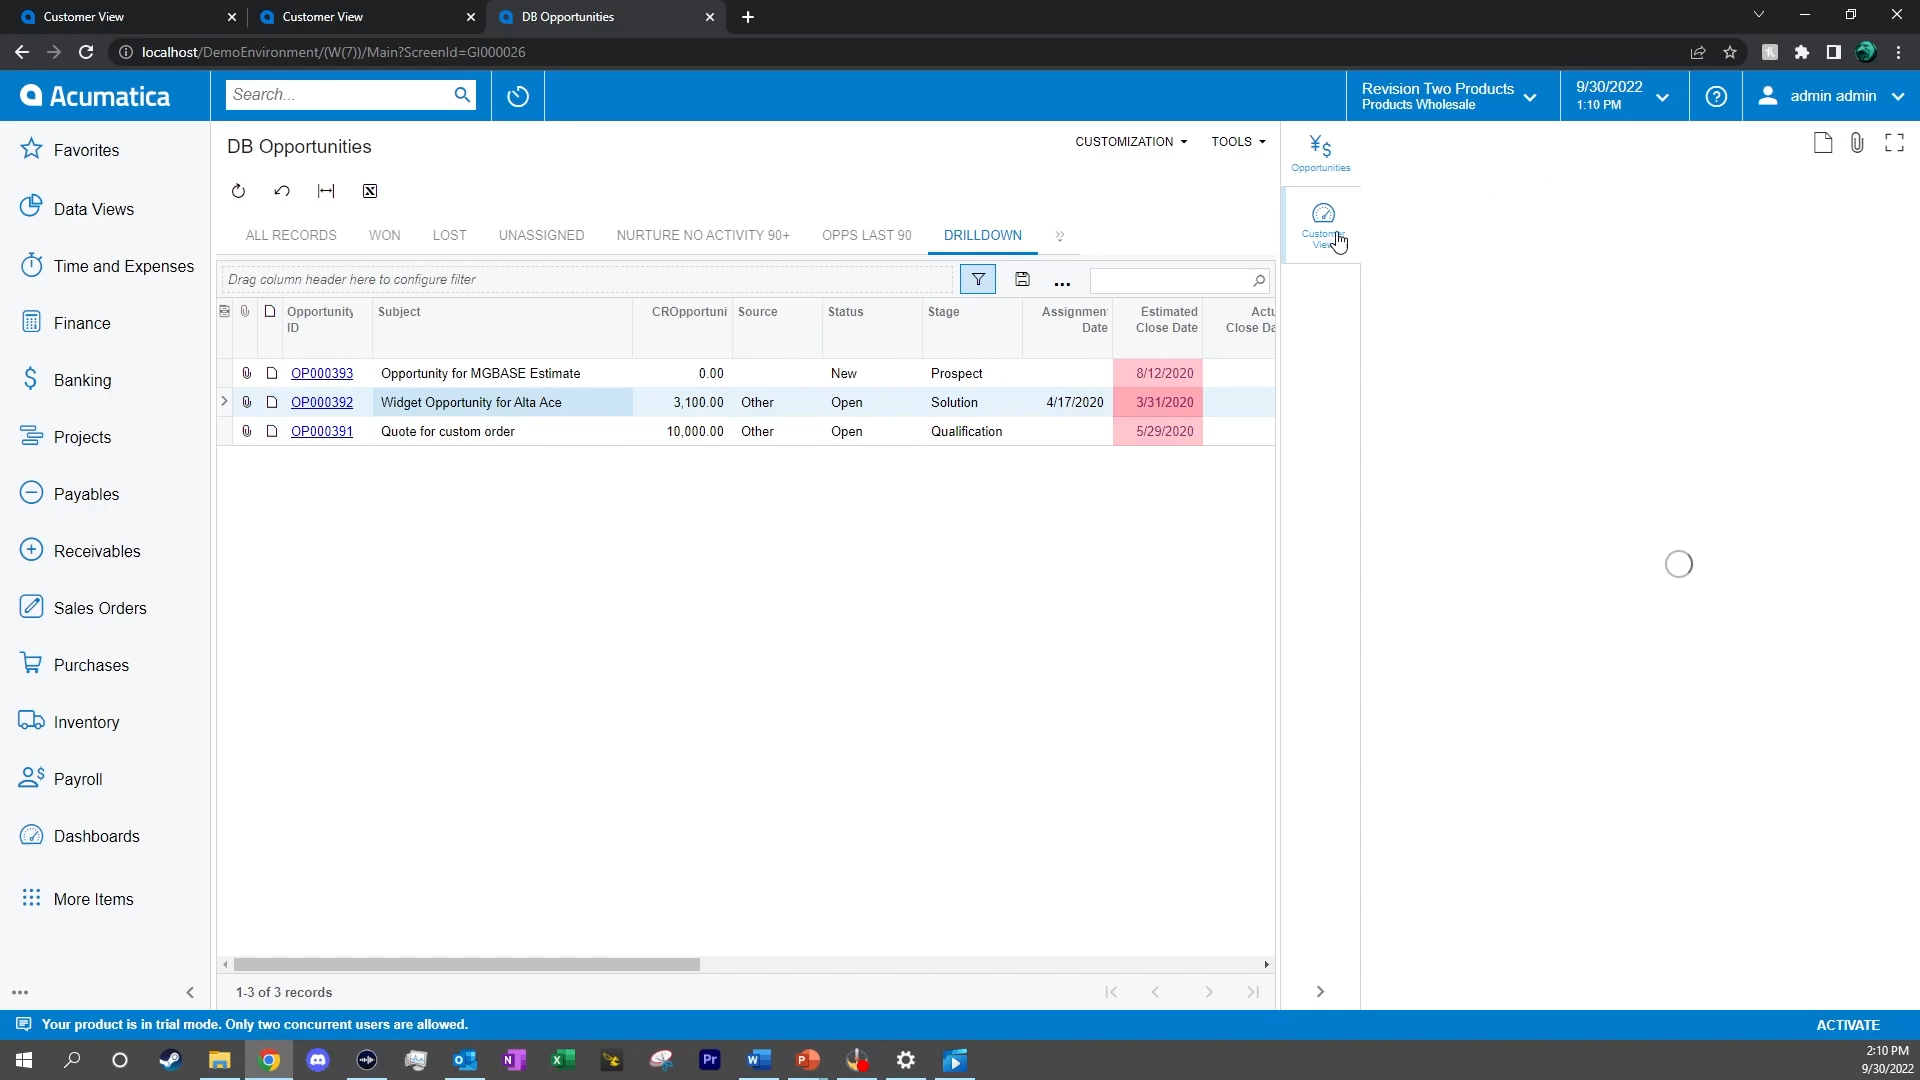 Customer View
Customer View
DB Opportunities
localhost/DemoEnvironment/(W(7))/Main?ScreenId=GI000026
Acumatica
Search...
Revision Two Products
Products Wholesale
9/30/2022
1:10 PM
admin admin
Favorites
Data Views
Time and Expenses
Finance
Banking
Projects
Payables
Receivables
Sales Orders
Purchases
Inventory
Payroll
Dashboards
More Items
DB Opportunities
CUSTOMIZATION
TOOLS
ALL RECORDS
WON
LOST
UNASSIGNED
NURTURE NO ACTIVITY 90+
OPPS LAST 90
DRILLDOWN
Drag column header here to configure filter
Opportunity
ID
Subject
CROpportuni
Source
Status
Stage
Assignmen
Date
Estimated
Close Date
Actu
Close Da
OP000393 Opportunity for MGBASE Estimate 0.00 New Prospect 8/12/2020
OP000392 Widget Opportunity for Alta Ace 3,100.00 Other Open Solution 4/17/2020 3/31/2020
OP000391 Quote for custom order 10,000.00 Other Open Qualification 5/29/2020
1-3 of 3 records
Opportunities
Customer
View
Your product is in trial mode. Only two concurrent users are allowed.
ACTIVATE
2:10 PM
9/30/2022